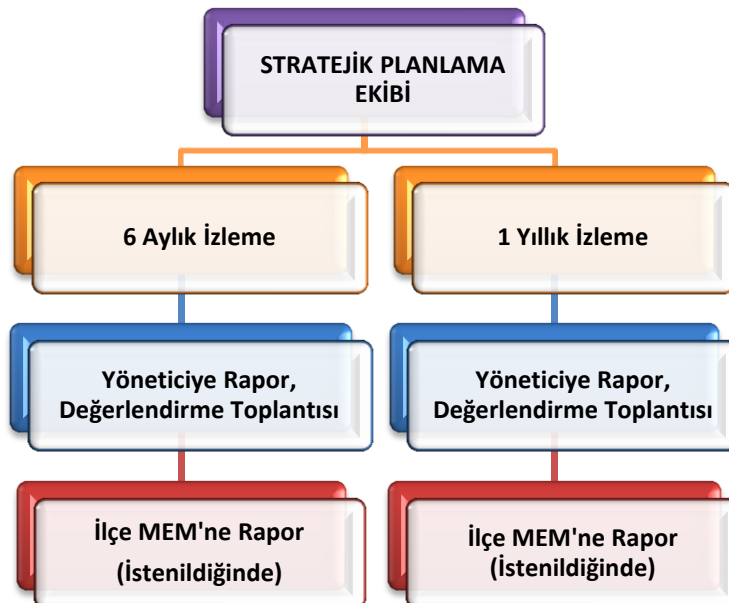 STRATEJİK PLANLAMA
EKİBİ
6 Aylık İzleme
1 Yıllık İzleme
Yöneticiye Rapor,
Değerlendirme Toplantısı
Yöneticiye Rapor,
Değerlendirme Toplantısı
İlçe MEM'ne Rapor
(İstenildiğinde)
İlçe MEM'ne Rapor
(İstenildiğinde)